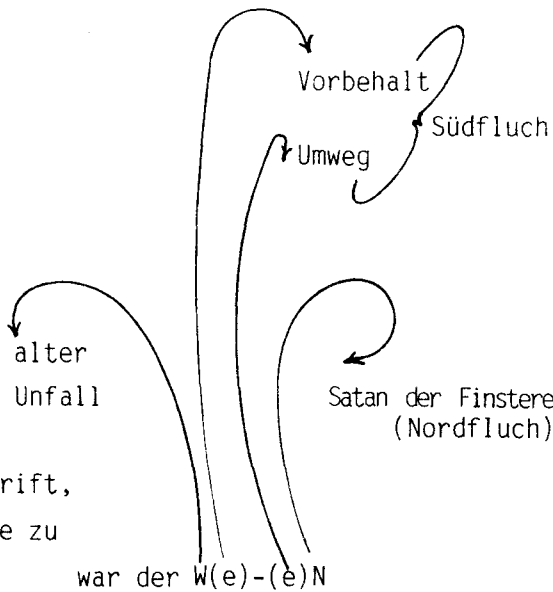 Vorbehalt
Südfluch
Umweg
alter
Unfall
Satan der Finstere
(Nordfluch)
rift,
e zu
war der W(e)-(e)N